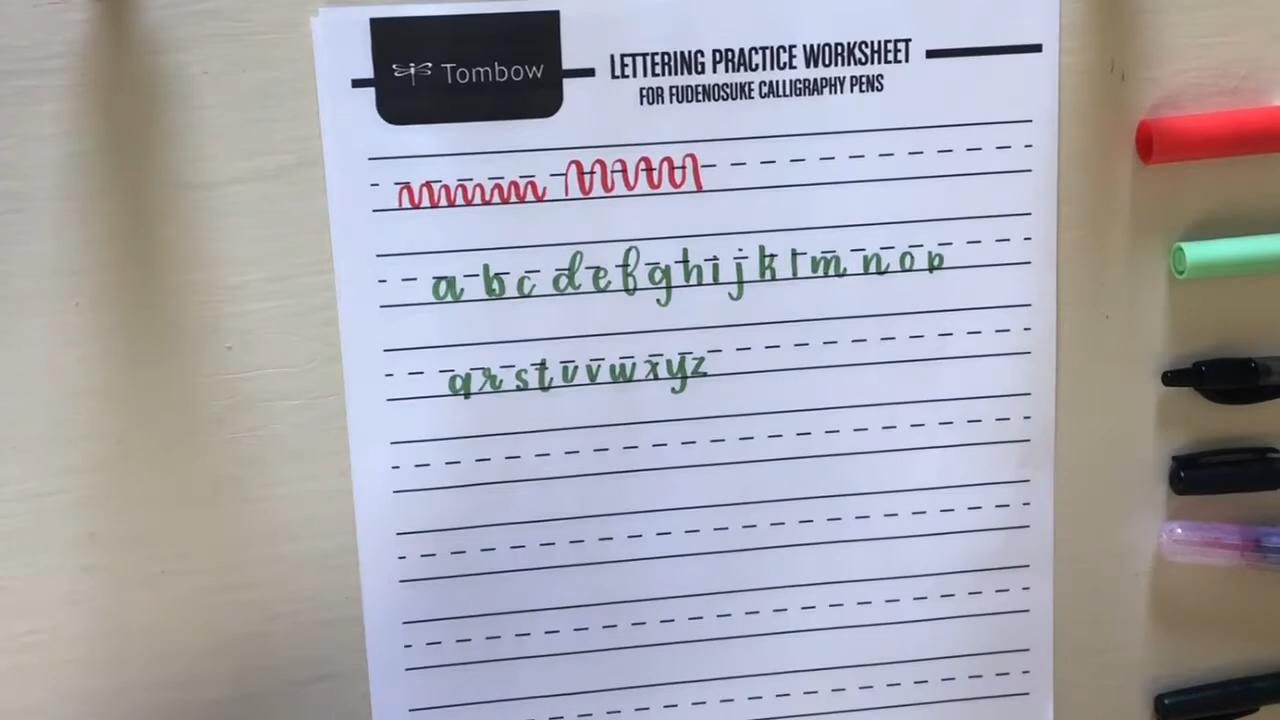 Tombow
LETTERING PRACTICE WORKSHEET
FOR FUDENOSUKE CALLIGRAPHY PENS
a b c d e f g h i j k l m n o p
q r s t u v w x y z